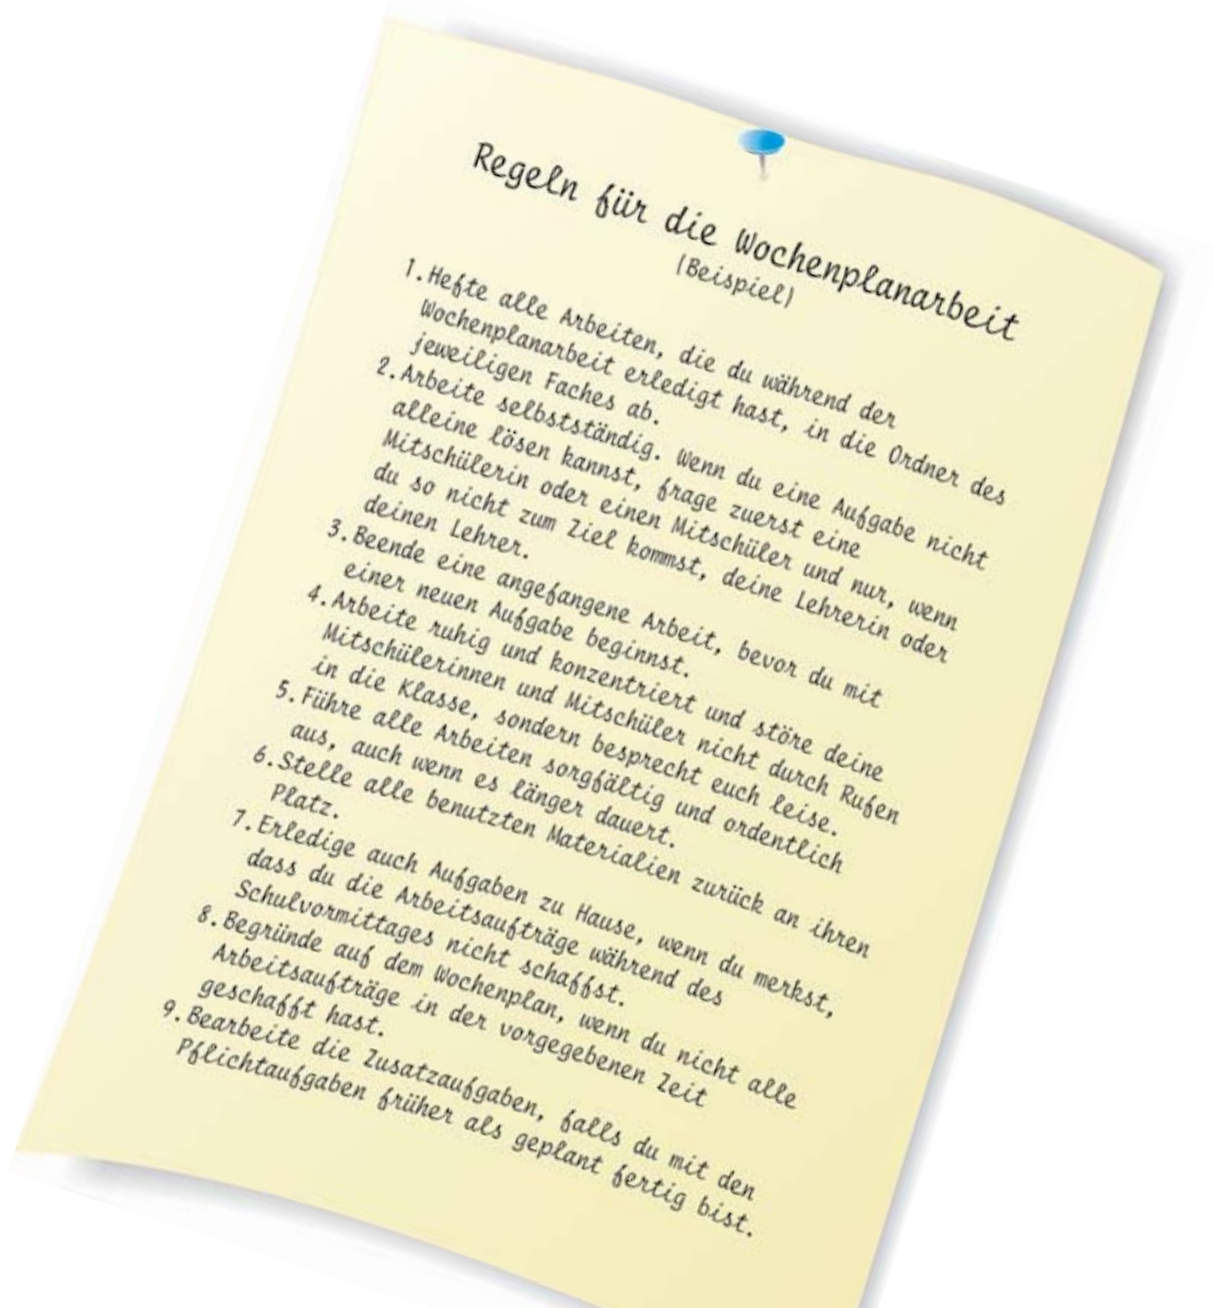 Regeln für die Wochenplanarbeit
(Beispiel)
1. Hefte alle Arbeiten, die du während der
Wochenplanarbeit erledigt hast, in die Ordner des
jeweiligen Faches ab.
2. Arbeite selbstständig. Wenn du eine Aufgabe nicht
alleine lösen kannst, frage zuerst eine
Mitschülerin oder einen Mitschüler und nur, wenn
du so nicht zum Ziel kommst, deine Lehrerin oder
deinen Lehrer.
3. Beende eine angefangene Arbeit, bevor du mit
einer neuen Aufgabe beginnst.
4. Arbeite ruhig und konzentriert und störe deine
Mitschülerinnen und Mitschüler nicht durch Rufen
in die Klasse, sondern besprecht euch leise.
5. Führe alle Arbeiten sorgfältig und ordentlich
aus, auch wenn es länger dauert.
6. Stelle alle benutzten Materialien zurück an ihren
Platz.
7. Erledige auch Aufgaben zu Hause, wenn du merkst,
dass du die Arbeitsaufträge während des
Schulvormittages nicht schaffst.
8. Begründe auf dem Wochenplan, wenn du nicht alle
Arbeitsaufträge in der vorgegebenen Zeit
geschafft hast.
9. Bearbeite die Zusatzaufgaben, falls du mit den
Pflichtaufgaben früher als geplant fertig bist.